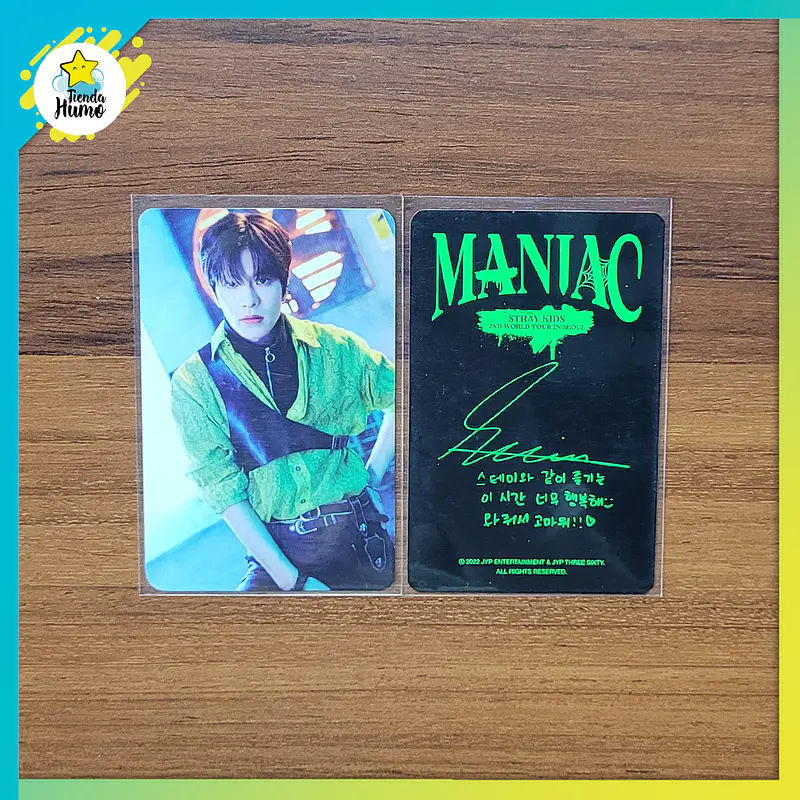 Tienda
Humo
MANIAC
STRAY KIDS
2ND WORLD TOUR IN SEOUL
스테이와 같이 즐기는
이 시간 너무 행복해
와줘서 고마워!!♡
© 2022 JYP ENTERTAINMENT & JYP THREE SIXTY.
ALL RIGHTS RESERVED.